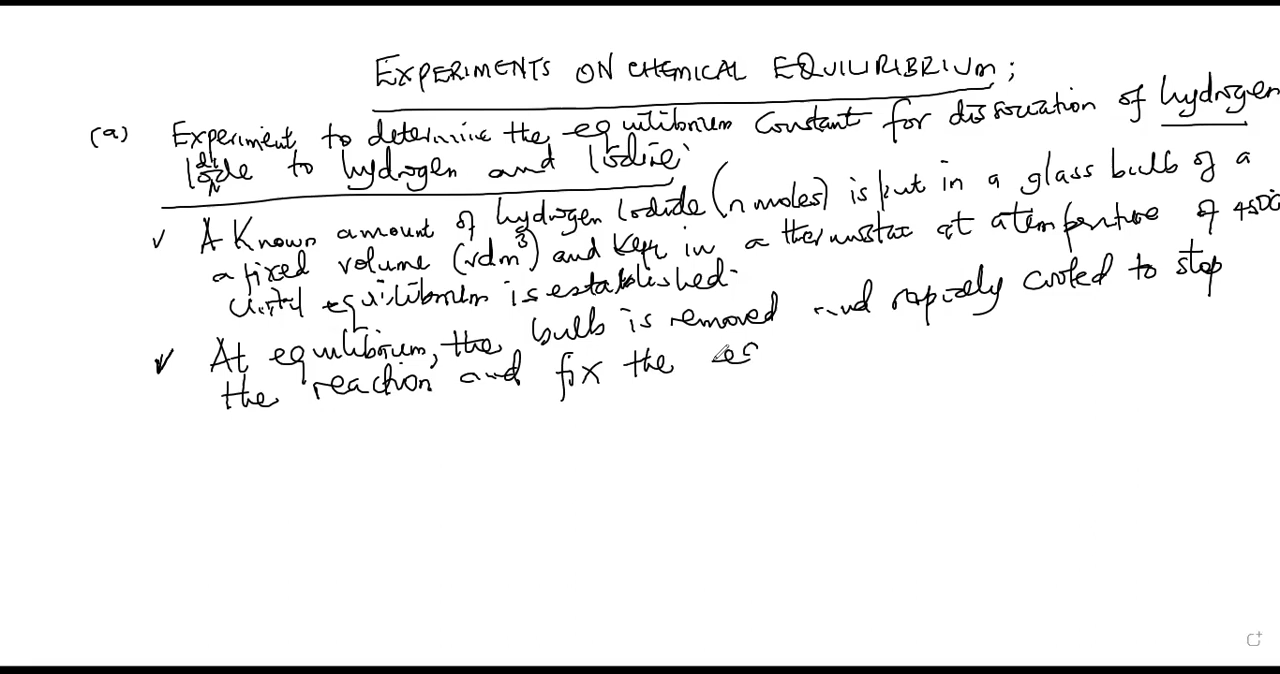 EXPERIMENTS ON CHEMICAL EQUILIRIBRIUM;
(a) Experiment to determine the equilibrium Constant for dissociation of hydrogen
Iodide to hydrogen and Iodine.
✓ A Known amount of hydrogen Iodide (n moles) is put in a glass bulb of a
a fixed volume (vdm³) and kept in a thermostat at a temperature of 450°C
until equilibrium is established.
✓ At equilibrium, the bulb is removed and rapidly cooled to stop
the reaction and fix the